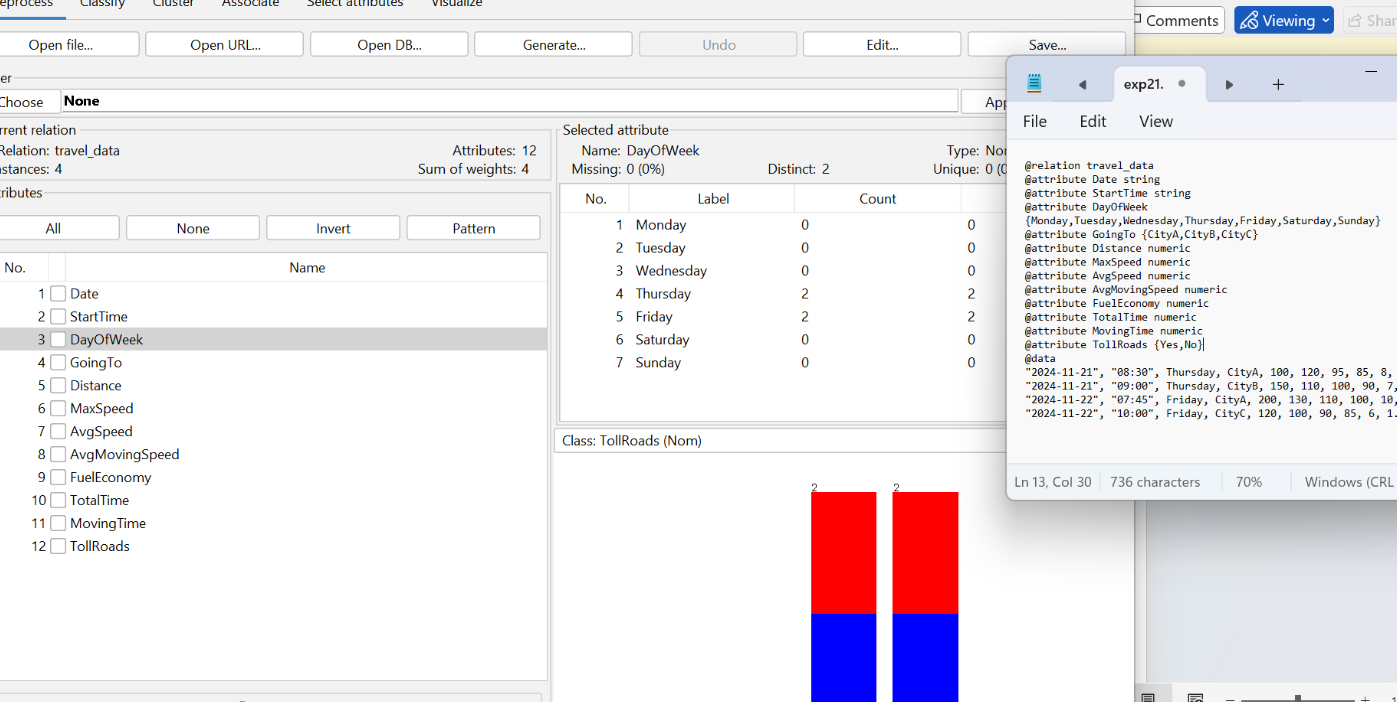 Classify Cluster Associate Select attributes Visualize
Open file... Open URL... Open DB... Generate... Undo Edit... Save...
Choose None
Relation: travel_data Attributes: 12
Sum of weights: 4
All None Invert Pattern
No. Name
1 Date
2 StartTime
3 DayOfWeek
4 GoingTo
5 Distance
6 MaxSpeed
7 AvgSpeed
8 AvgMovingSpeed
9 FuelEconomy
10 TotalTime
11 MovingTime
12 TollRoads
Selected attribute
Name: DayOfWeek Type:
Missing: 0 (0%) Distinct: 2 Unique: 0
No. Label Count
1 Monday 0 0
2 Tuesday 0 0
3 Wednesday 0 0
4 Thursday 2 2
5 Friday 2 2
6 Saturday 0 0
7 Sunday 0 0
Class: TollRoads (Nom)
2 2
Comments Viewing
exp21.
File Edit View
@relation travel_data
@attribute Date string
@attribute StartTime string
@attribute DayOfWeek
{Monday,Tuesday,Wednesday,Thursday,Friday,Saturday,Sunday}
@attribute GoingTo {CityA,CityB,CityC}
@attribute Distance numeric
@attribute MaxSpeed numeric
@attribute AvgSpeed numeric
@attribute AvgMovingSpeed numeric
@attribute FuelEconomy numeric
@attribute TotalTime numeric
@attribute MovingTime numeric
@attribute TollRoads {Yes,No}
@data
"2024-11-21", "08:30", Thursday, CityA, 100, 120, 95, 85, 8,
"2024-11-21", "09:00", Thursday, CityB, 150, 110, 100, 90, 7,
"2024-11-22", "07:45", Friday, CityA, 200, 130, 110, 100, 10,
"2024-11-22", "10:00", Friday, CityC, 120, 100, 90, 85, 6, 1.
Ln 13, Col 30 736 characters 70% Windows (CRL